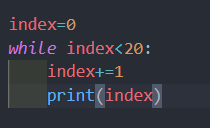 index=0
while index<20:
    index+=1
    print(index)